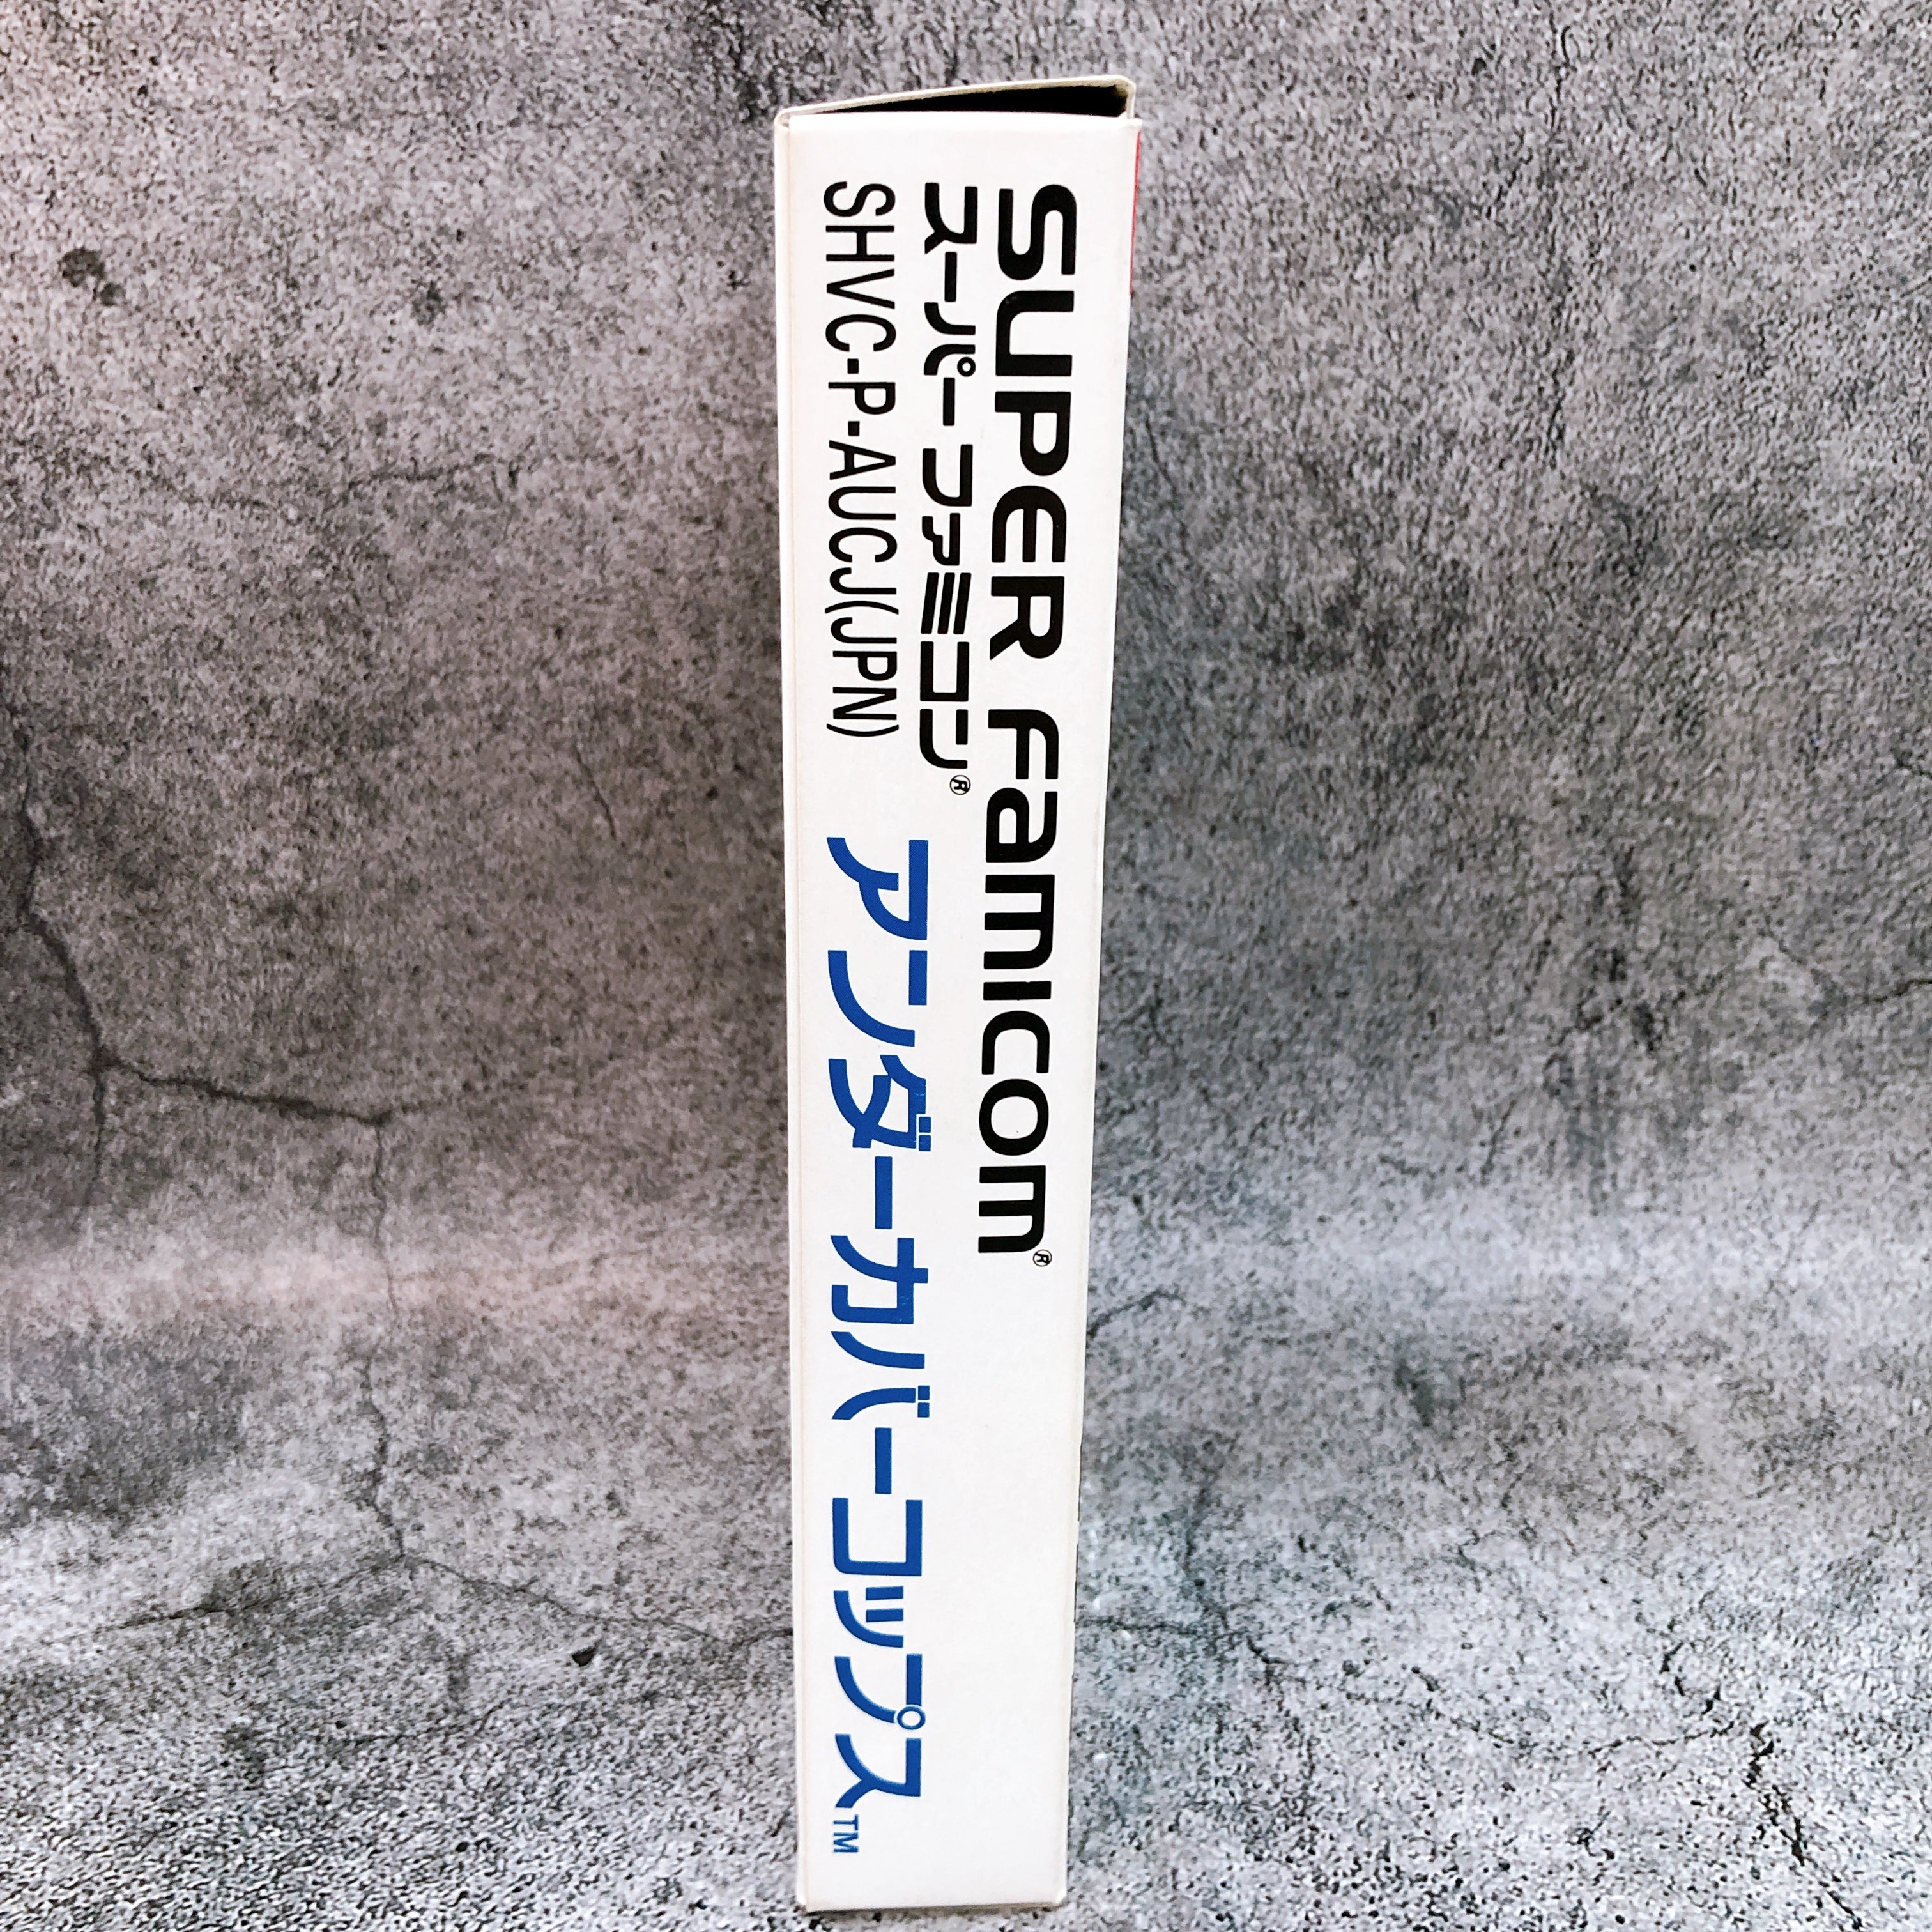 SUPER FAMICOM®
スーパーファミコン®
SHVC-P-AUCJ(JPN)
アンダーカバーコップス™